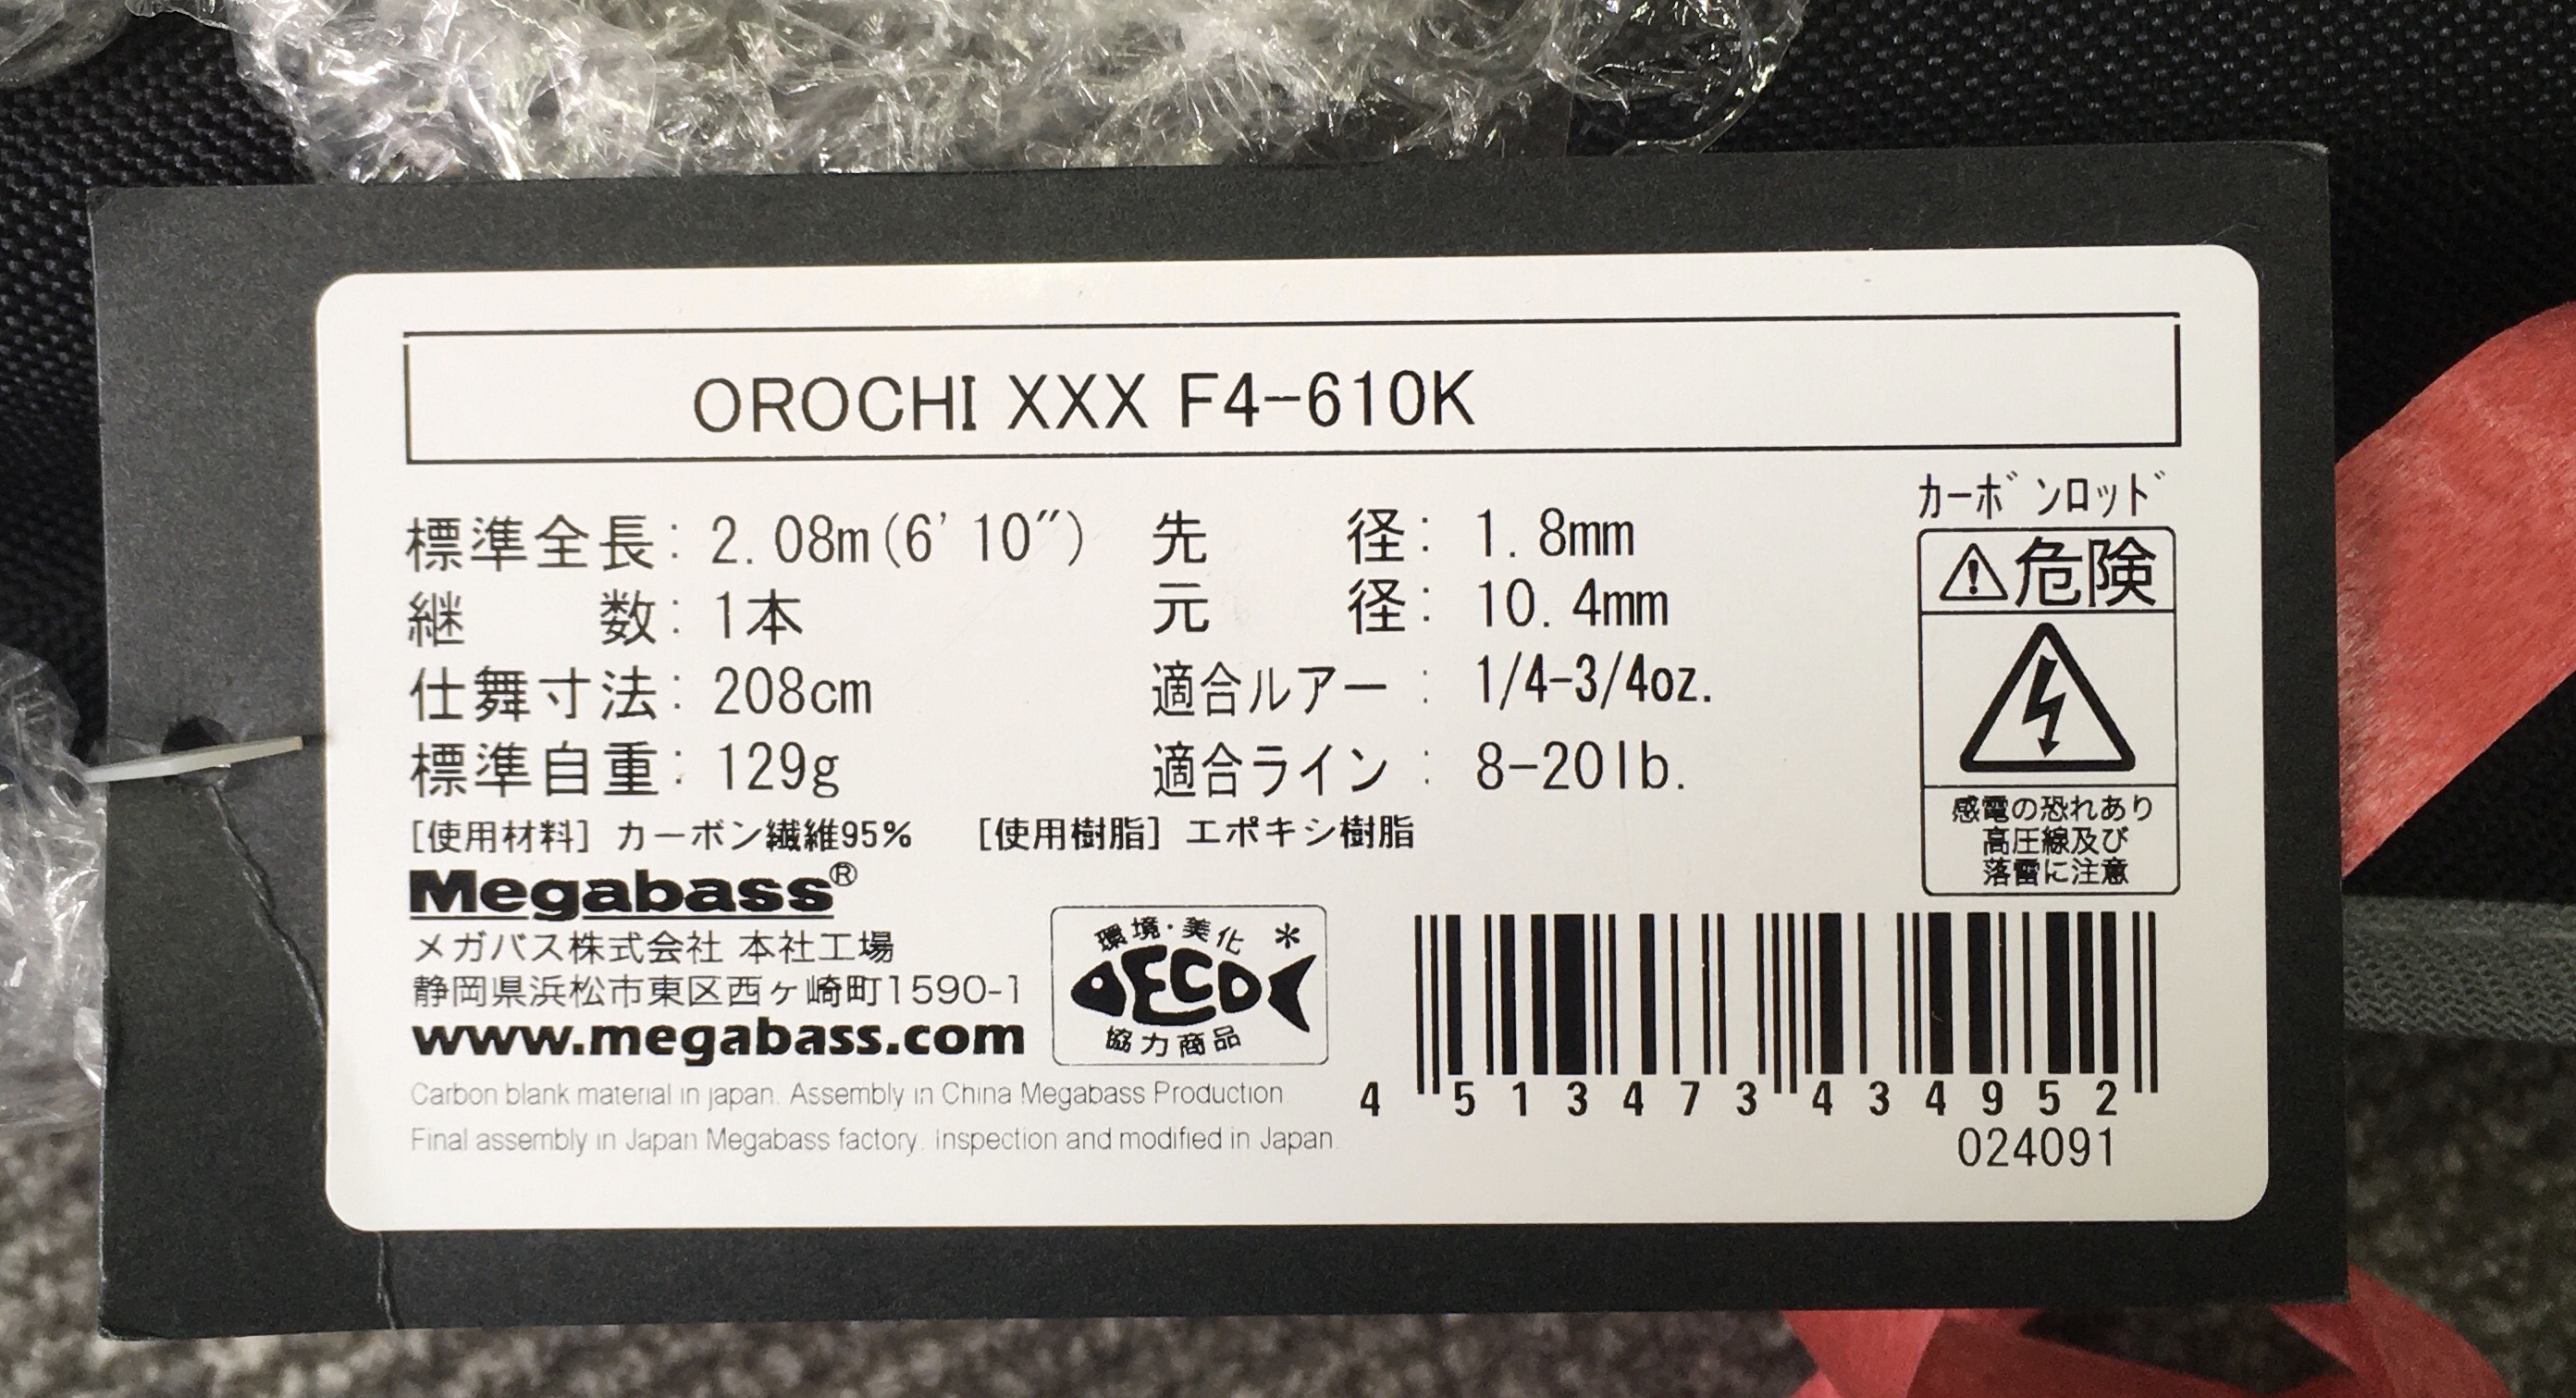 OROCHI XXX F4-610K
標準全長: 2.08m(6'10")
先　　径: 1.8mm
継　　数: 1本
元　　径: 10.4mm
仕舞寸法: 208cm
適合ルアー : 1/4-3/4oz.
標準自重: 129g
適合ライン : 8-20lb.
[使用材料] カーボン繊維95%
[使用樹脂] エポキシ樹脂
カーボンロッド
⚠危険
感電の恐れあり
高圧線及び
落雷に注意
Megabass®
メガバス株式会社 本社工場
静岡県浜松市東区西ヶ崎町1590-1
www.megabass.com
環境・美化 *
ECO
協力商品
Carbon blank material in japan. Assembly in China Megabass Production.
Final assembly in Japan Megabass factory. Inspection and modified in Japan.
4 513473 434952
024091